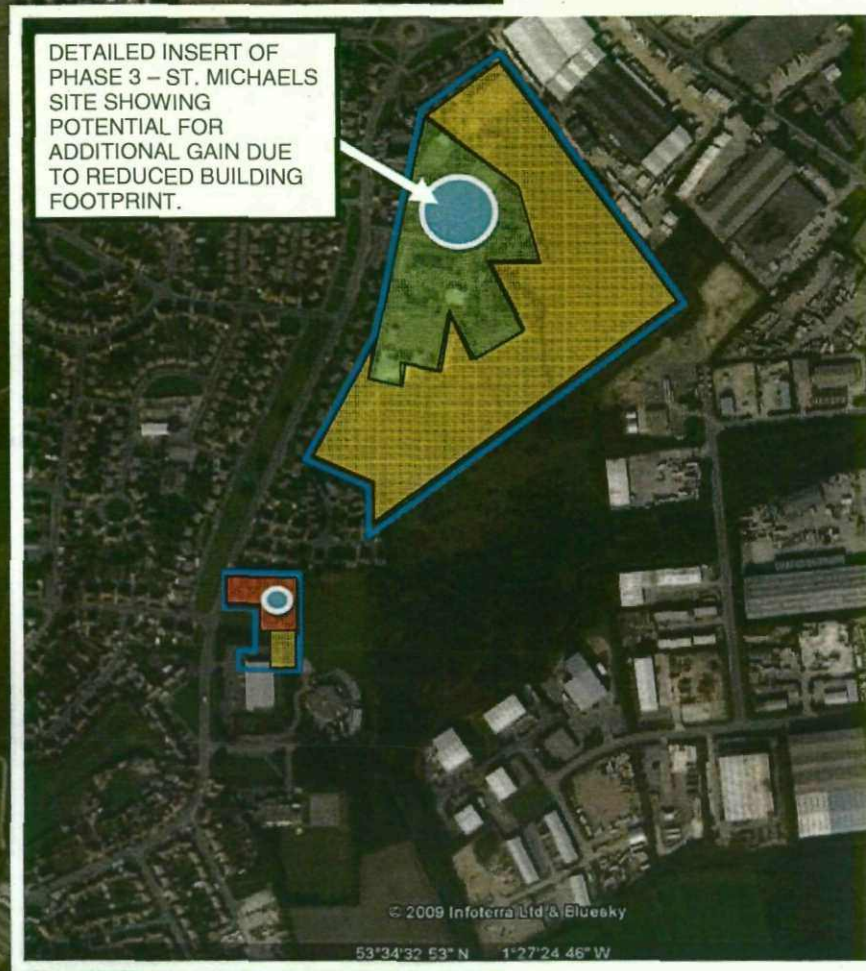 DETAILED INSERT OF
PHASE 3 – ST. MICHAELS
SITE SHOWING
POTENTIAL FOR
ADDITIONAL GAIN DUE
TO REDUCED BUILDING
FOOTPRINT.
© 2009 Infoterra Ltd & Bluesky
53°34'32 53" N 1°27'24 46" W